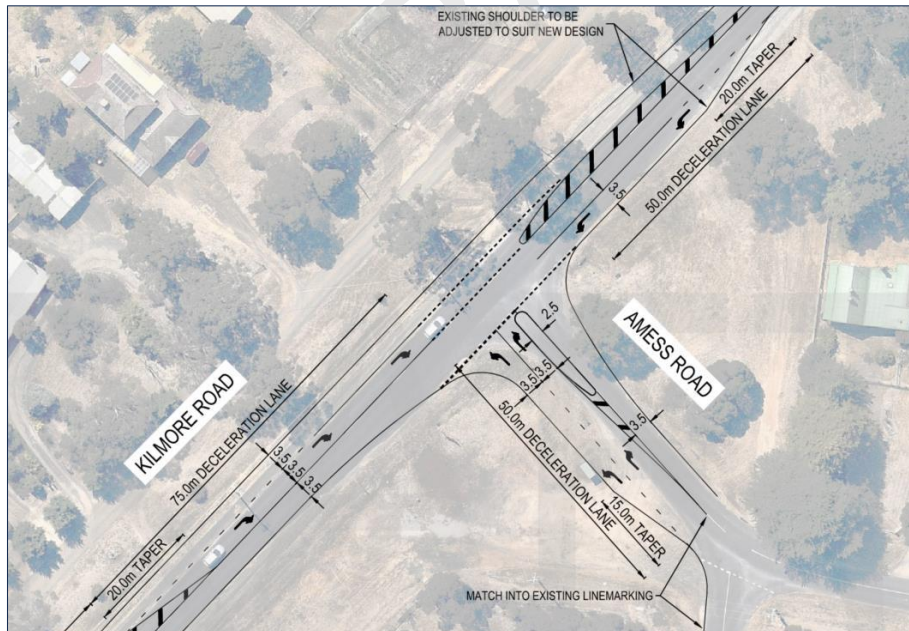 EXISTING SHOULDER TO BE
ADJUSTED TO SUIT NEW DESIGN
20.0m TAPER
50.0m DECELERATION LANE
3.5
AMESS ROAD
2.5
3.5
3.5
3.5
50.0m DECELERATION LANE
15.0m TAPER
KILMORE ROAD
75.0m DECELERATION LANE
3.5
3.5
3.5
20.0m TAPER
MATCH INTO EXISTING LINEMARKING